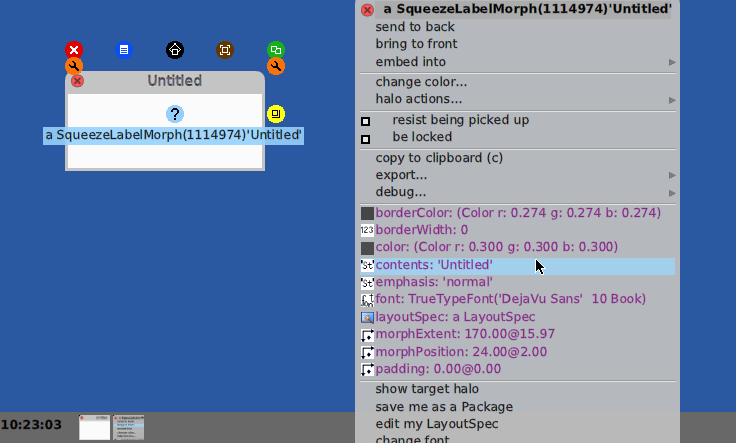 Untitled
?
a SqueezeLabelMorph(1114974)'Untitled'
a SqueezeLabelMorph(1114974)'Untitled'
send to back
bring to front
embed into
change color...
halo actions...
resist being picked up
be locked
copy to clipboard (c)
export...
debug...
borderColor: (Color r: 0.274 g: 0.274 b: 0.274)
123 borderWidth: 0
color: (Color r: 0.300 g: 0.300 b: 0.300)
'St' contents: 'Untitled'
'St' emphasis: 'normal'
font: TrueTypeFont('DejaVu Sans' 10 Book)
layoutSpec: a LayoutSpec
morphExtent: 170.00@15.97
morphPosition: 24.00@2.00
padding: 0.00@0.00
show target halo
save me as a Package
edit my LayoutSpec
change font
10:23:03